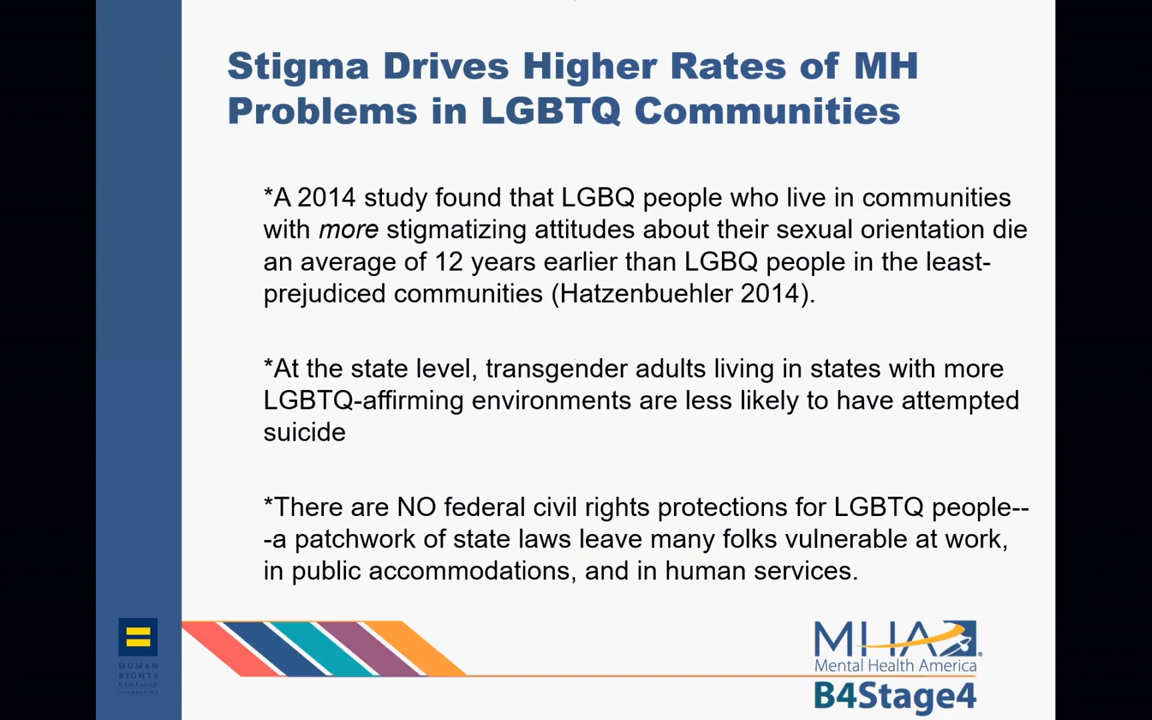 Stigma Drives Higher Rates of MH
Problems in LGBTQ Communities
*A 2014 study found that LGBQ people who live in communities
with more stigmatizing attitudes about their sexual orientation die
an average of 12 years earlier than LGBQ people in the least-
prejudiced communities (Hatzenbuehler 2014).
*At the state level, transgender adults living in states with more
LGBTQ-affirming environments are less likely to have attempted
suicide
*There are NO federal civil rights protections for LGBTQ people--
-a patchwork of state laws leave many folks vulnerable at work,
in public accommodations, and in human services.
HUMAN
RIGHTS
CAMPAIGN
FOUNDATION
MHA
Mental Health America
B4Stage4